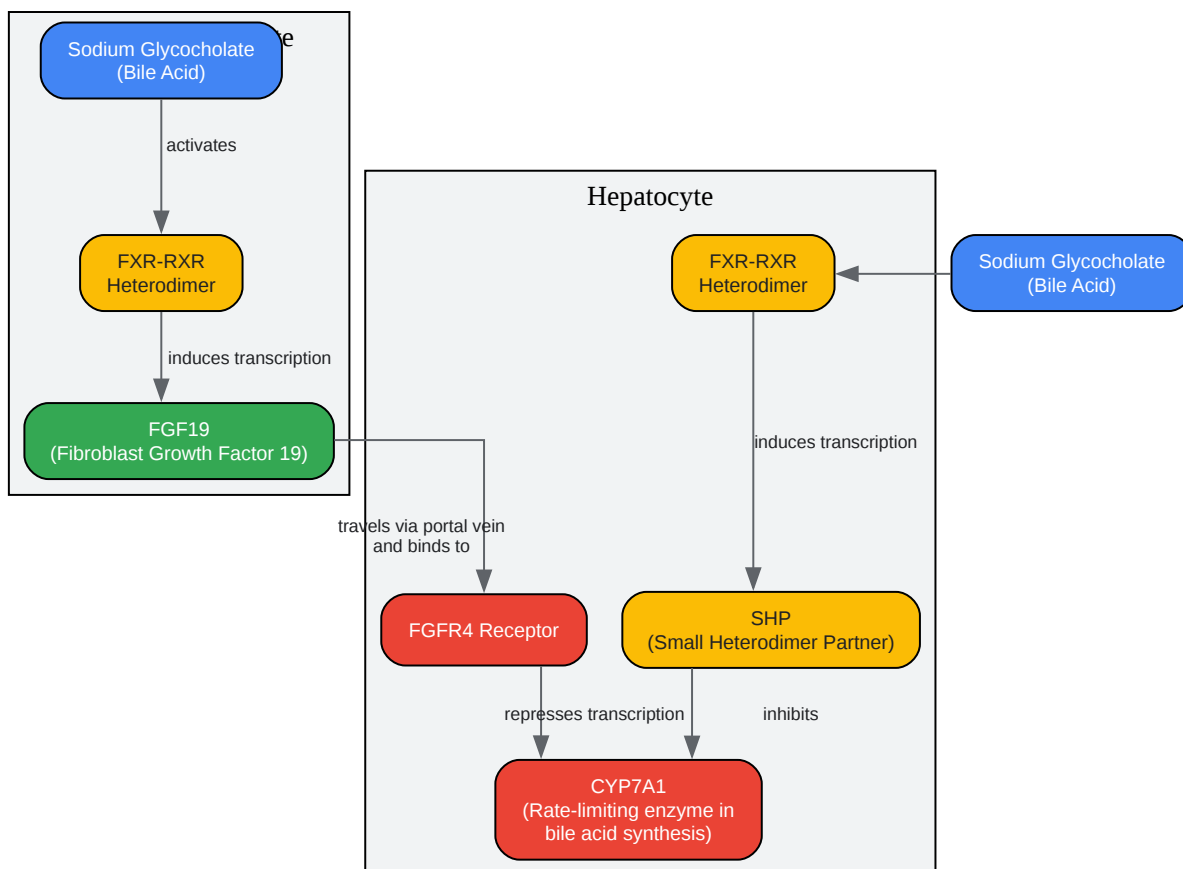 Sodium Glycocholate
(Bile Acid)
activates
FXR-RXR
Heterodimer
induces transcription
FGF19
(Fibroblast Growth Factor 19)
travels via portal vein
and binds to
Hepatocyte
FXR-RXR
Heterodimer
Sodium Glycocholate
(Bile Acid)
induces transcription
FGFR4 Receptor
SHP
(Small Heterodimer Partner)
represses transcription
inhibits
CYP7A1
(Rate-limiting enzyme in
bile acid synthesis)